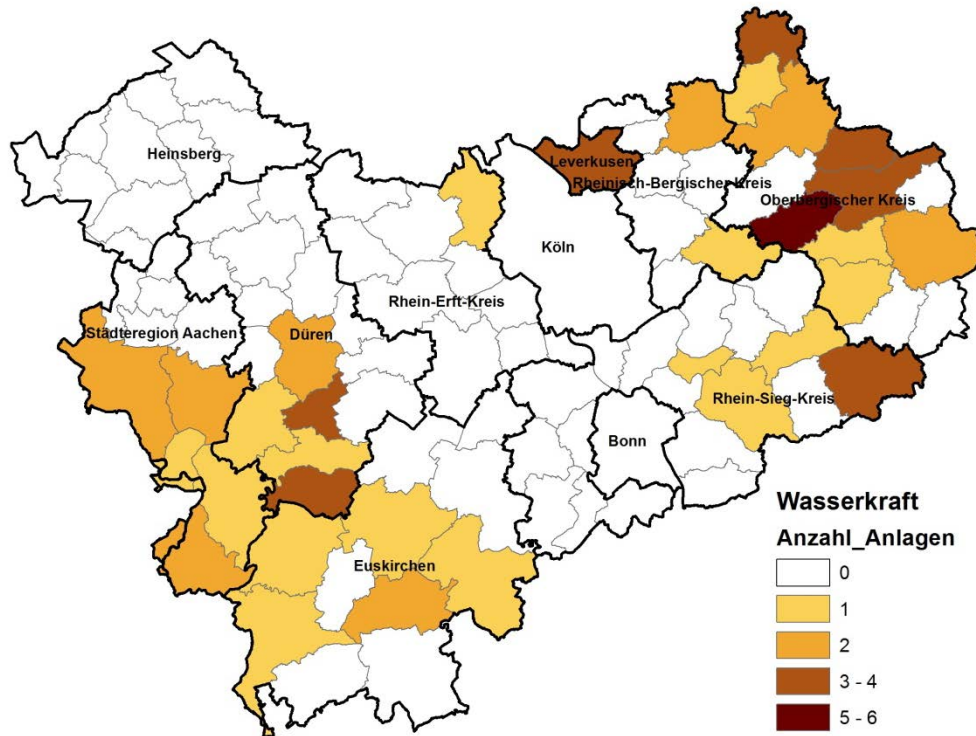 Heinsberg
Leverkusen
Rheinisch-Bergischer Kreis
Oberbergischer Kreis
Köln
Rhein-Erft-Kreis
Städteregion Aachen
Düren
Rhein-Sieg-Kreis
Bonn
Euskirchen
Wasserkraft
Anzahl_Anlagen
0
1
2
3 - 4
5 - 6